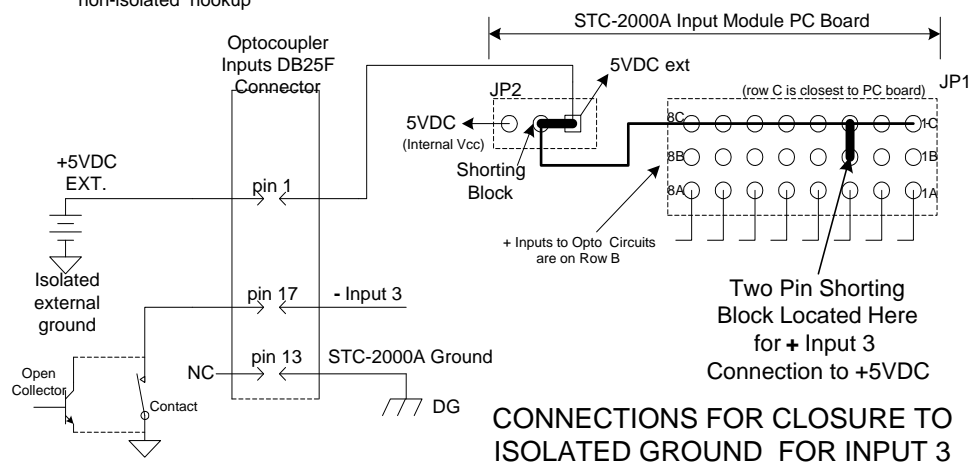 non-isolated hookup
STC-2000A Input Module PC Board
Optocoupler
Inputs DB25F
Connector
5VDC ext
JP2
JP1
(row C is closest to PC board)
5VDC
(Internal Vcc)
8C
1C
8B
1B
8A
1A
Shorting
Block
+5VDC
EXT.
pin 1
+ Inputs to Opto Circuits
are on Row B
Isolated
external
ground
pin 17
- Input 3
Two Pin Shorting
Block Located Here
for + Input 3
Connection to +5VDC
pin 13
STC-2000A Ground
NC
Open
Collector
Contact
DG
CONNECTIONS FOR CLOSURE TO
ISOLATED GROUND FOR INPUT 3